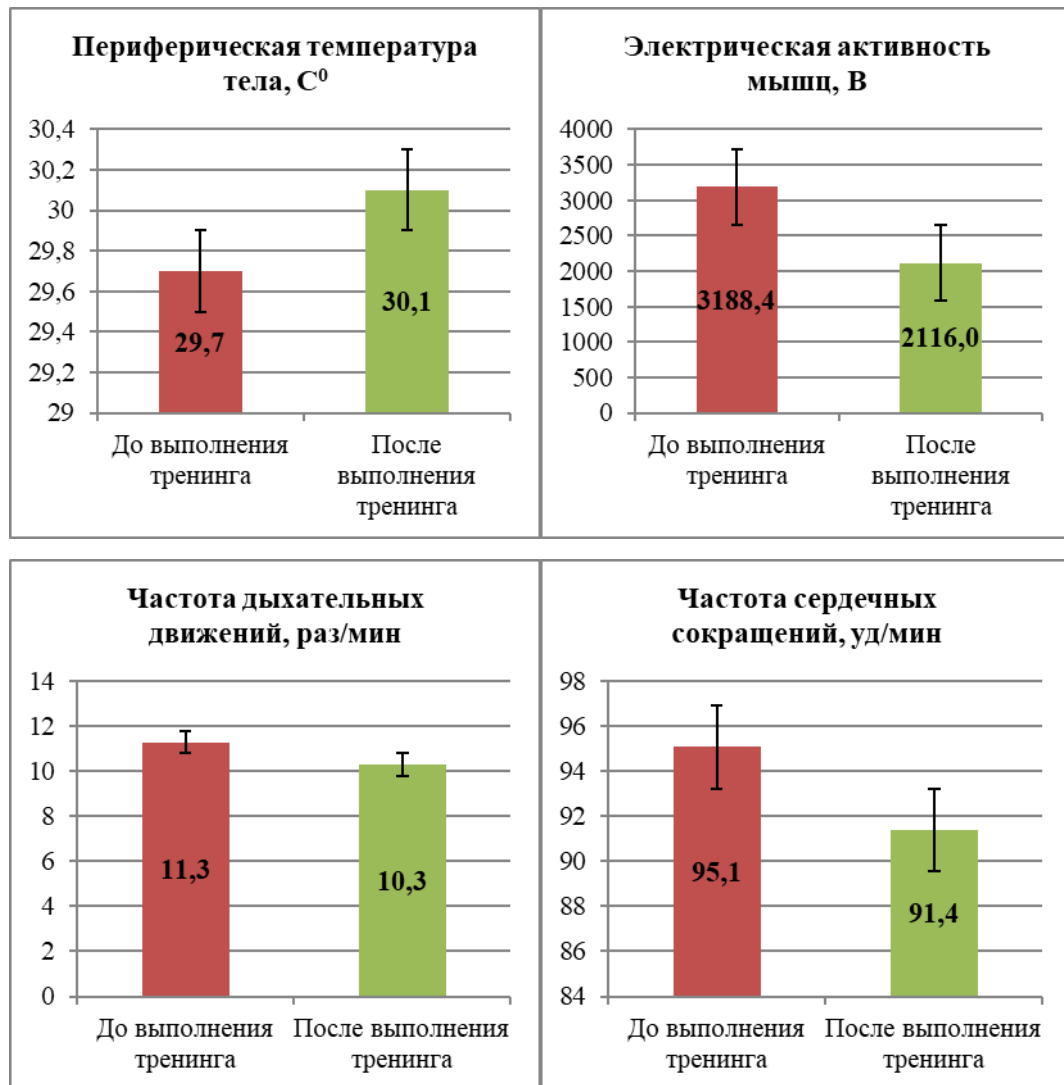 Периферическая температура
тела, С⁰
30,4
30,2
30
29,8
29,6
29,4
29,2
29
29,7
30,1
До выполнения
тренинга
После
выполнения
тренинга
Электрическая активность
мышц, В
4000
3500
3000
2500
2000
1500
1000
500
0
3188,4
2116,0
До выполнения
тренинга
После
выполнения
тренинга
Частота дыхательных
движений, раз/мин
14
12
10
8
6
4
2
0
11,3
10,3
До выполнения
тренинга
После выполнения
тренинга
Частота сердечных
сокращений, уд/мин
98
96
94
92
90
88
86
84
95,1
91,4
До выполнения
тренинга
После выполнения
тренинга